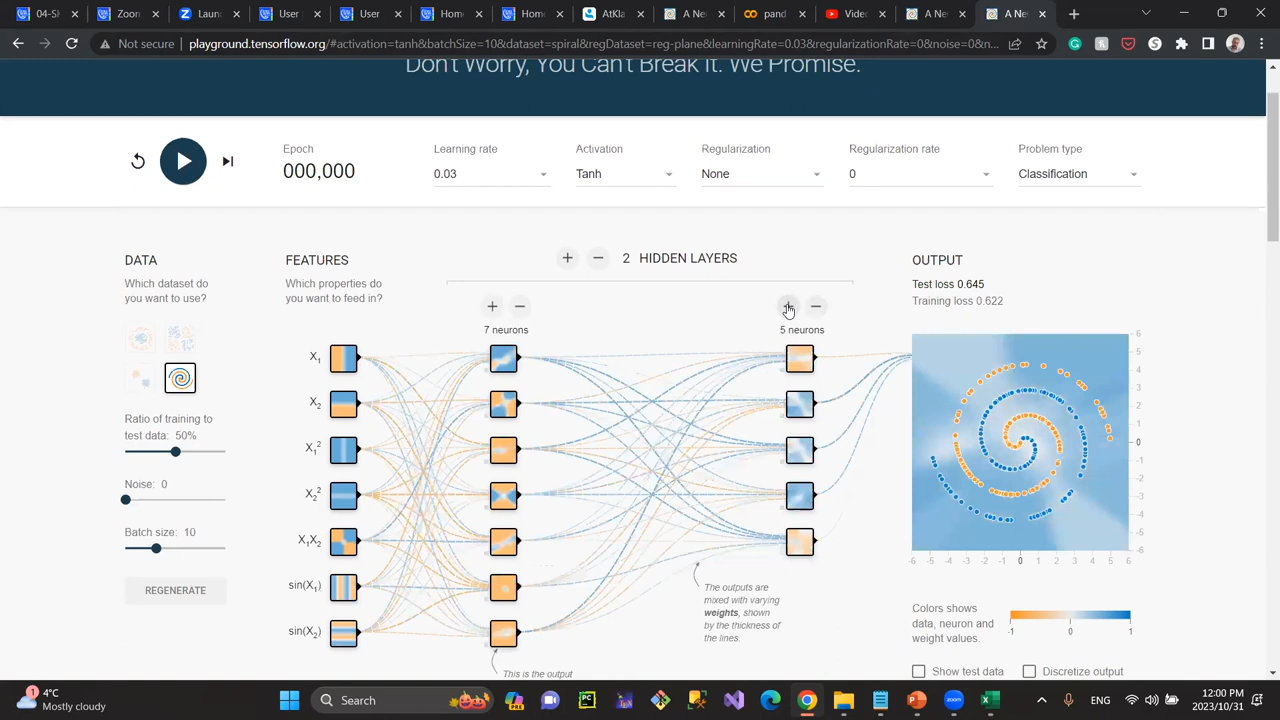 04-Sk
Zoon
Laun
User
User
Home
Home
AtKla
A Ne
pand
Vide
A Ne
A Ne
Not secure
playground.tensorflow.org/#activation=tanh&batchSize=10&dataset=spiral&regDataset=reg-plane&learningRate=0.03&regularizationRate=0&noise=0&n...
Don't Worry, You Can't Break It. We Promise.
Epoch
000,000
Learning rate
0.03
Activation
Tanh
Regularization
None
Regularization rate
0
Problem type
Classification
DATA
Which dataset do
you want to use?
Ratio of training to
test data: 50%
Noise: 0
Batch size: 10
REGENERATE
FEATURES
Which properties do
you want to feed in?
X1
X2
X1²
X2²
X1X2
sin(X1)
sin(X2)
2 HIDDEN LAYERS
7 neurons
5 neurons
The outputs are
mixed with varying
weights, shown
by the thickness of
the lines.
This is the output
OUTPUT
Test loss 0.645
Training loss 0.622
6
5
4
3
2
1
0
-1
-2
-3
-4
-5
-6
-6 -5 -4 -3 -2 -1 0 1 2 3 4 5 6
Colors shows
data, neuron and
weight values.
-1 0 1
Show test data
Discretize output
1
4°C
Mostly cloudy
Search
ENG
12:00 PM
2023/10/31